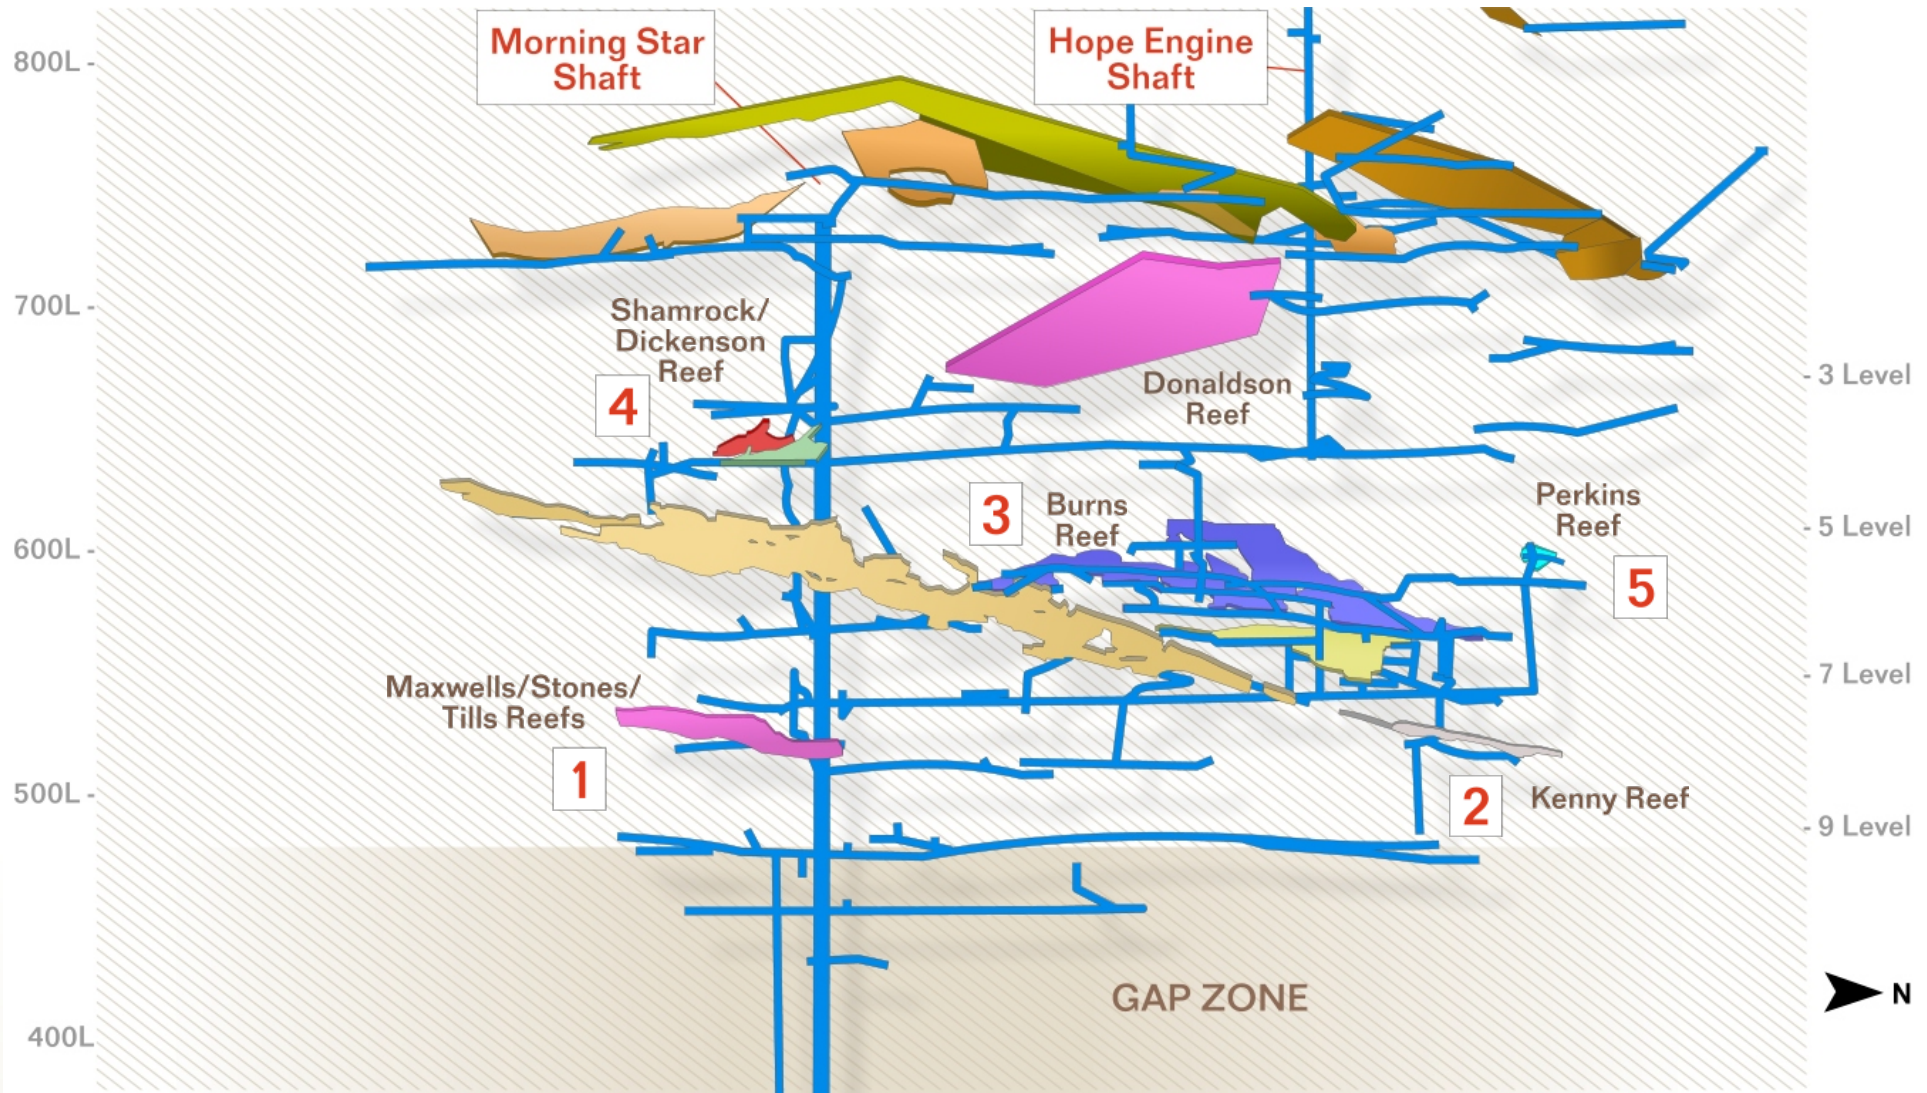 Morning Star
Shaft
Hope Engine
Shaft
800L
700L
600L
500L
400L
3 Level
5 Level
7 Level
9 Level
Shamrock/
Dickenson
Reef
4
Donaldson
Reef
3
Burns
Reef
Perkins
Reef
5
Maxwells/Stones/
Tills Reefs
1
2
Kenny Reef
GAP ZONE
N